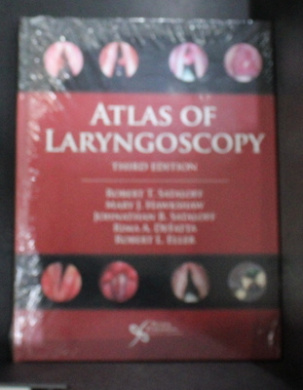 ATLAS OF
LARYNGOSCOPY
THIRD EDITION
ROBERT T. SATALOFF
MARY J. HAWKSHAW
JOHNATHAN B. SATALOFF
RIMA A. DEFATTA
ROBERT L. ELLER